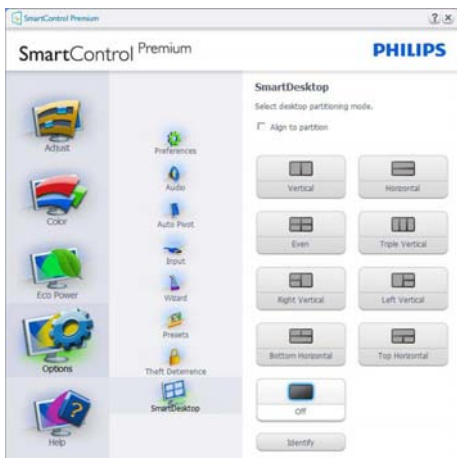 SmartControl Premium
SmartControl Premium
PHILIPS
Adjust
Color
Eco Power
Options
Help
Preferences
Audio
Auto Pivot
Input
Wizard
Presets
Theft Deterrence
SmartDesktop
SmartDesktop
Select desktop partitioning mode.
Align to partition
Vertical
Horizontal
Even
Triple Vertical
Right Vertical
Left Vertical
Bottom Horizontal
Top Horizontal
Off
Identify